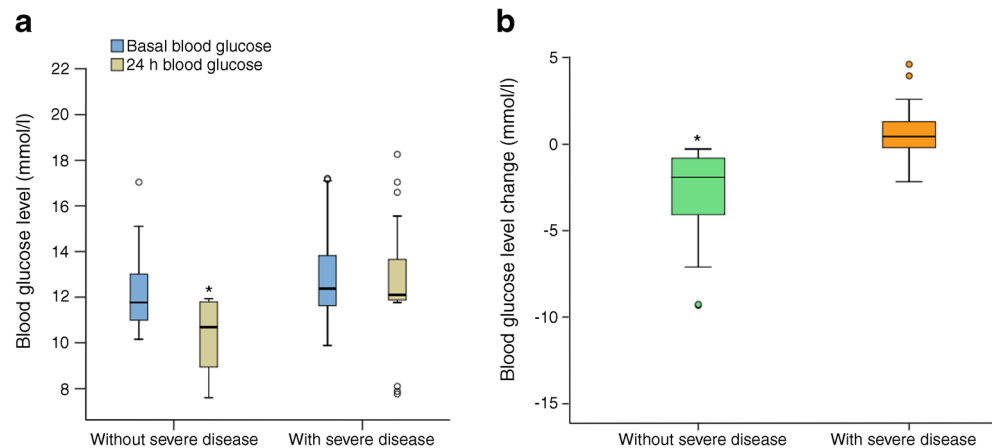 a
Basal blood glucose
24 h blood glucose
Blood glucose level (mmol/l)
22
20
18
16
14
12
10
8
*
Without severe disease
With severe disease
b
Blood glucose level change (mmol/l)
5
0
-5
-10
-15
*
Without severe disease
With severe disease